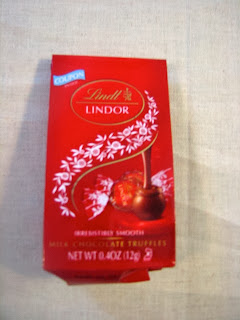 COUPON
Lindt
LINDOR
IRRESISTIBLY SMOOTH
MILK CHOCOLATE TRUFFLES
NET WT 0.4OZ (12g)